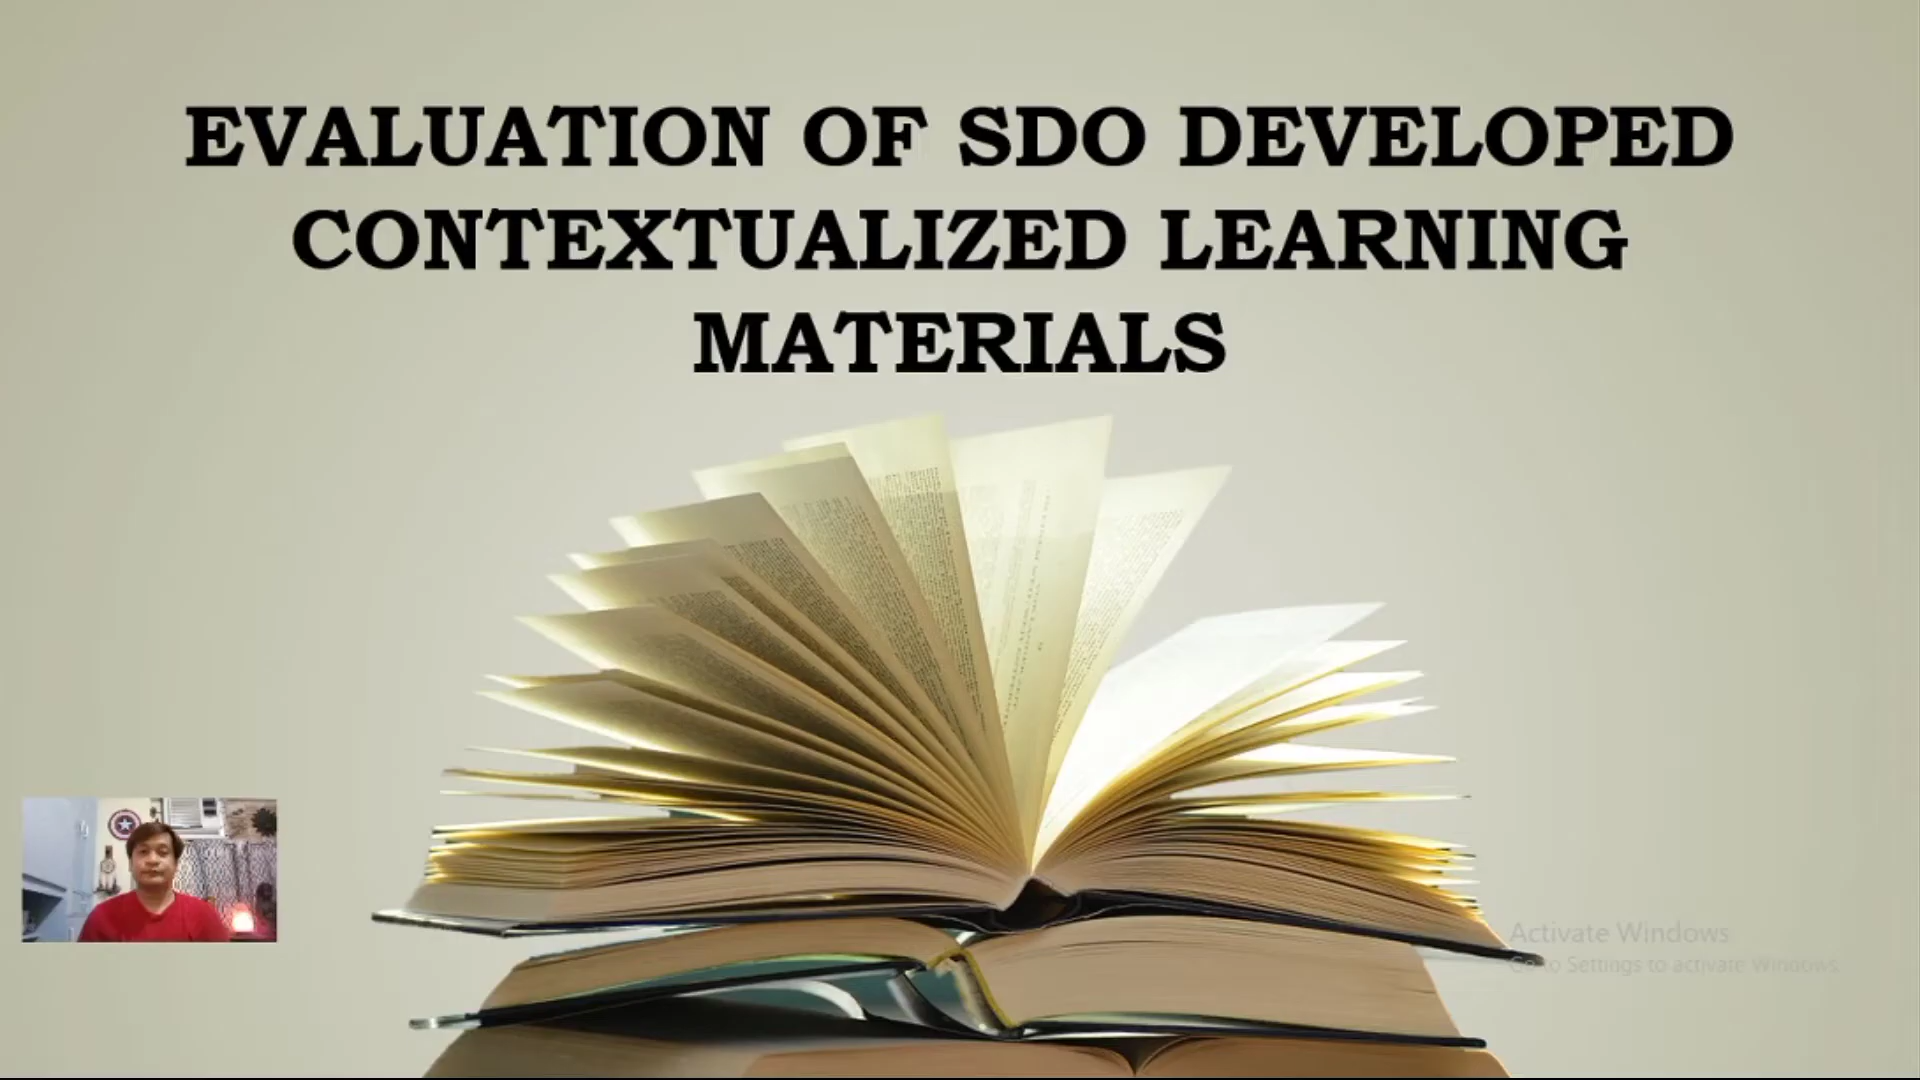 EVALUATION OF SDO DEVELOPED
CONTEXTUALIZED LEARNING
MATERIALS
Activate Windows
Go to Settings to activate Windows.